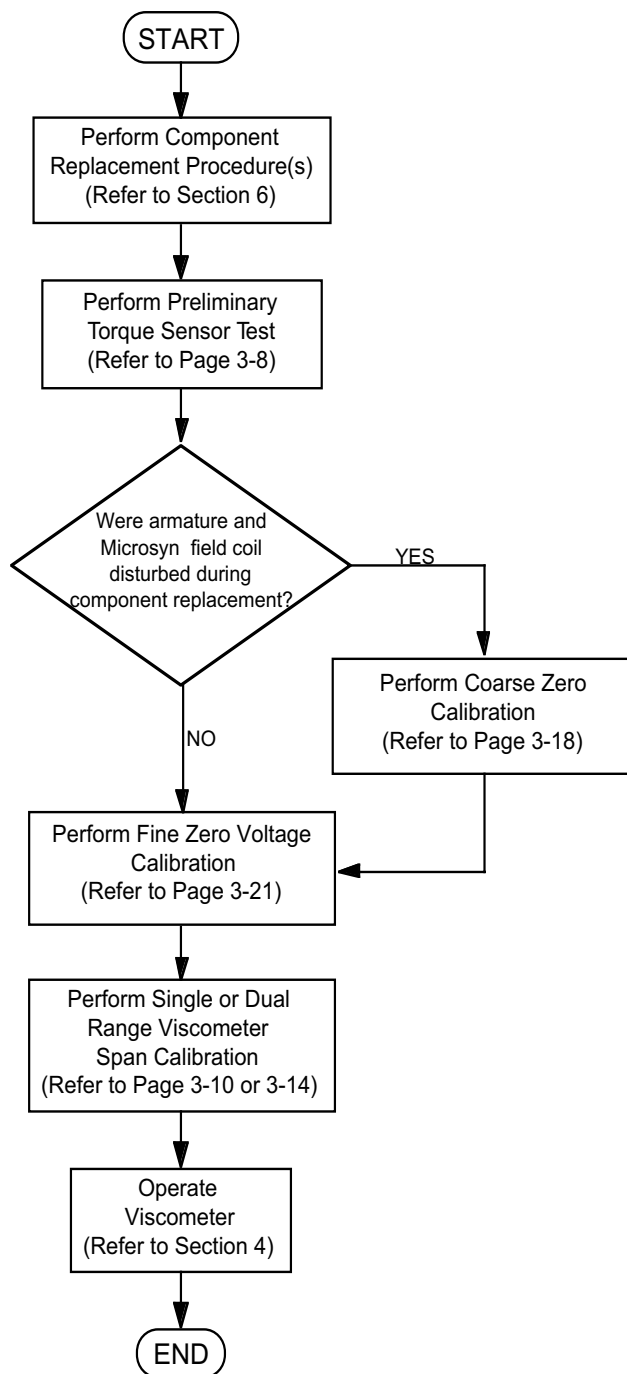 START
Perform Component
Replacement Procedure(s)
(Refer to Section 6)
Perform Preliminary
Torque Sensor Test
(Refer to Page 3-8)
Were armature and
Microsyn field coil
disturbed during
component replacement?
YES
Perform Coarse Zero
Calibration
(Refer to Page 3-18)
NO
Perform Fine Zero Voltage
Calibration
(Refer to Page 3-21)
Perform Single or Dual
Range Viscometer
Span Calibration
(Refer to Page 3-10 or 3-14)
Operate
Viscometer
(Refer to Section 4)
END